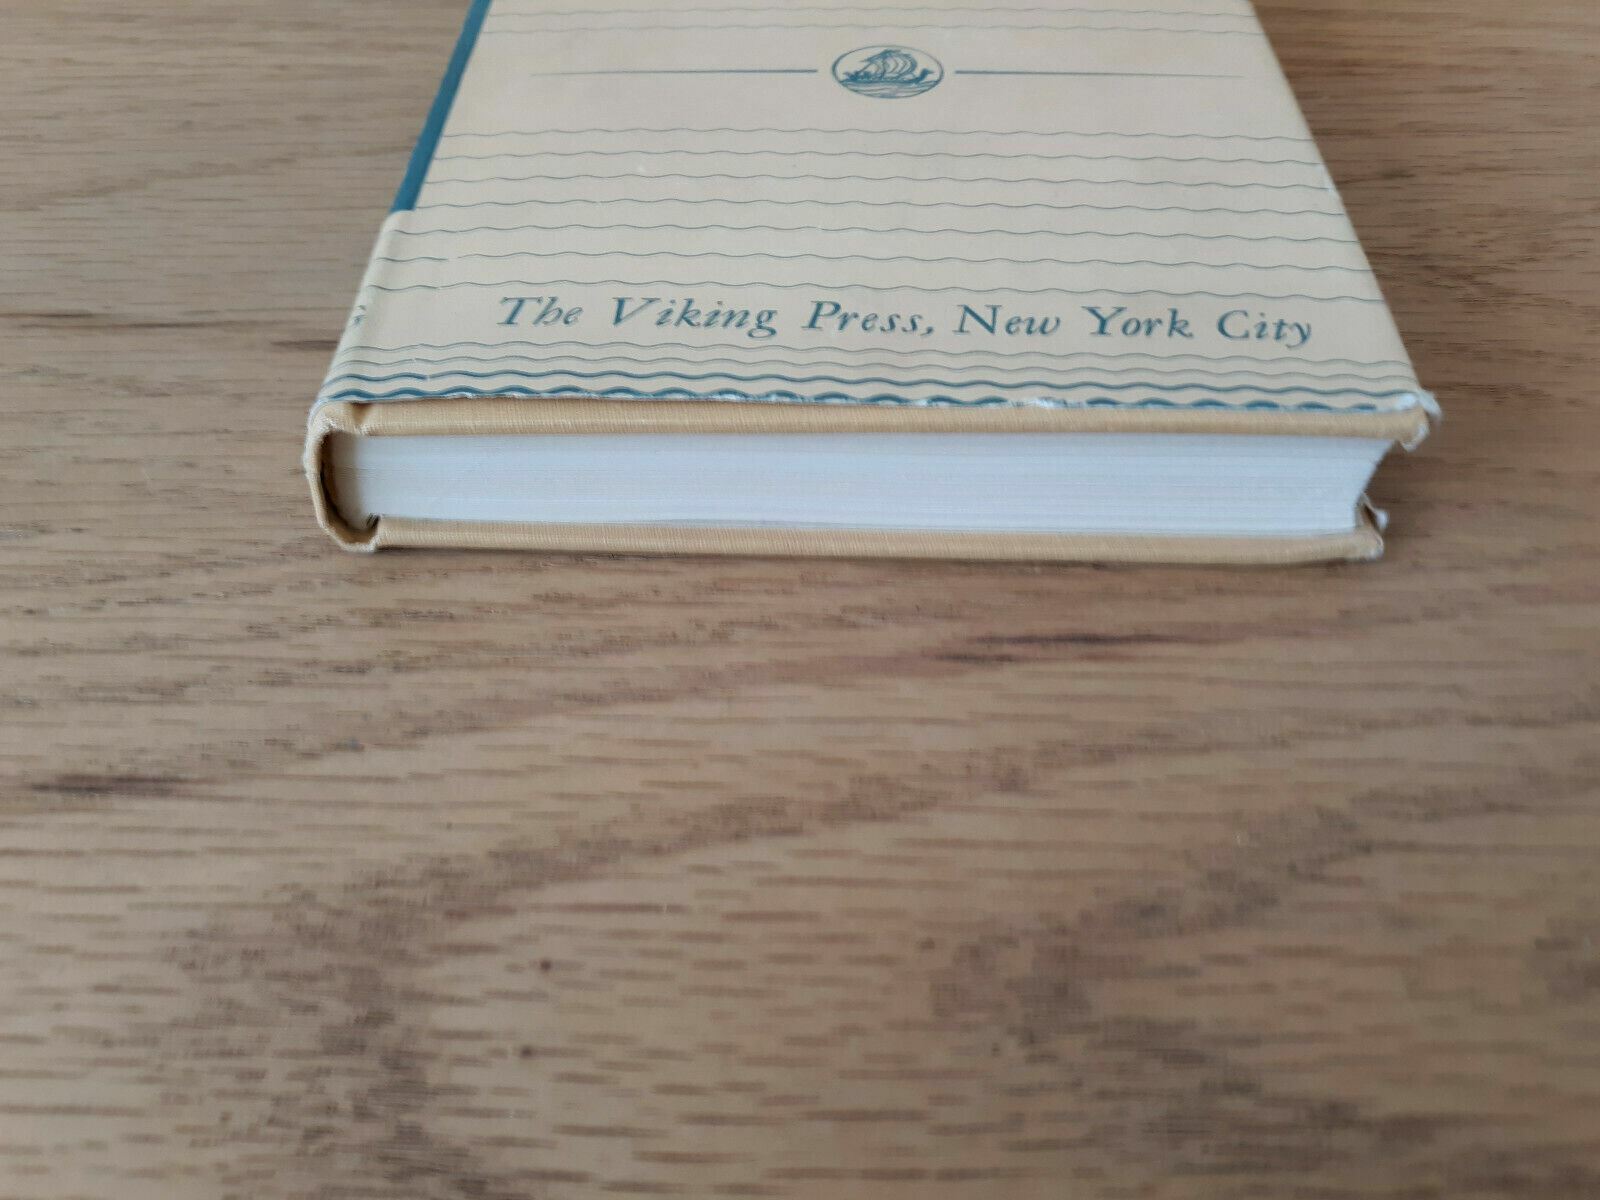 The Viking Press, New York City